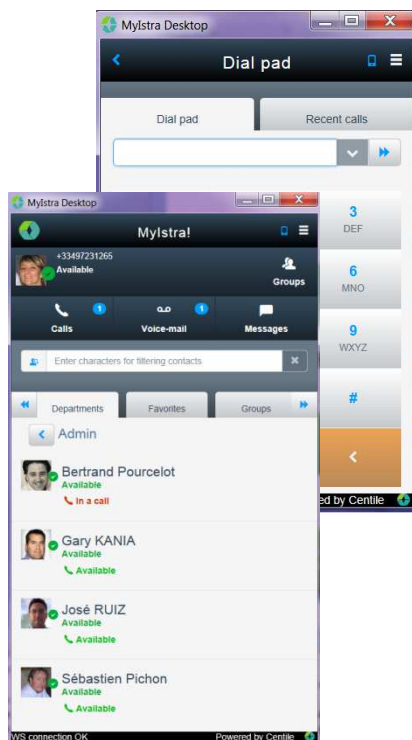 MyIstra Desktop
Dial pad
Dial pad
Recent calls
3
DEF
6
MNO
9
WXYZ
#
ed by Centile
MyIstra Desktop
MyIstra!
+33497231265
Available
Groups
1
1
Calls
Voice-mail
Messages
Enter characters for filtering contacts
Departments
Favorites
Groups
Admin
Bertrand Pourcelot
Available
In a call
Gary KANIA
Available
Available
José RUIZ
Available
Available
Sébastien Pichon
Available
Available
WS connection OK
Powered by Centile